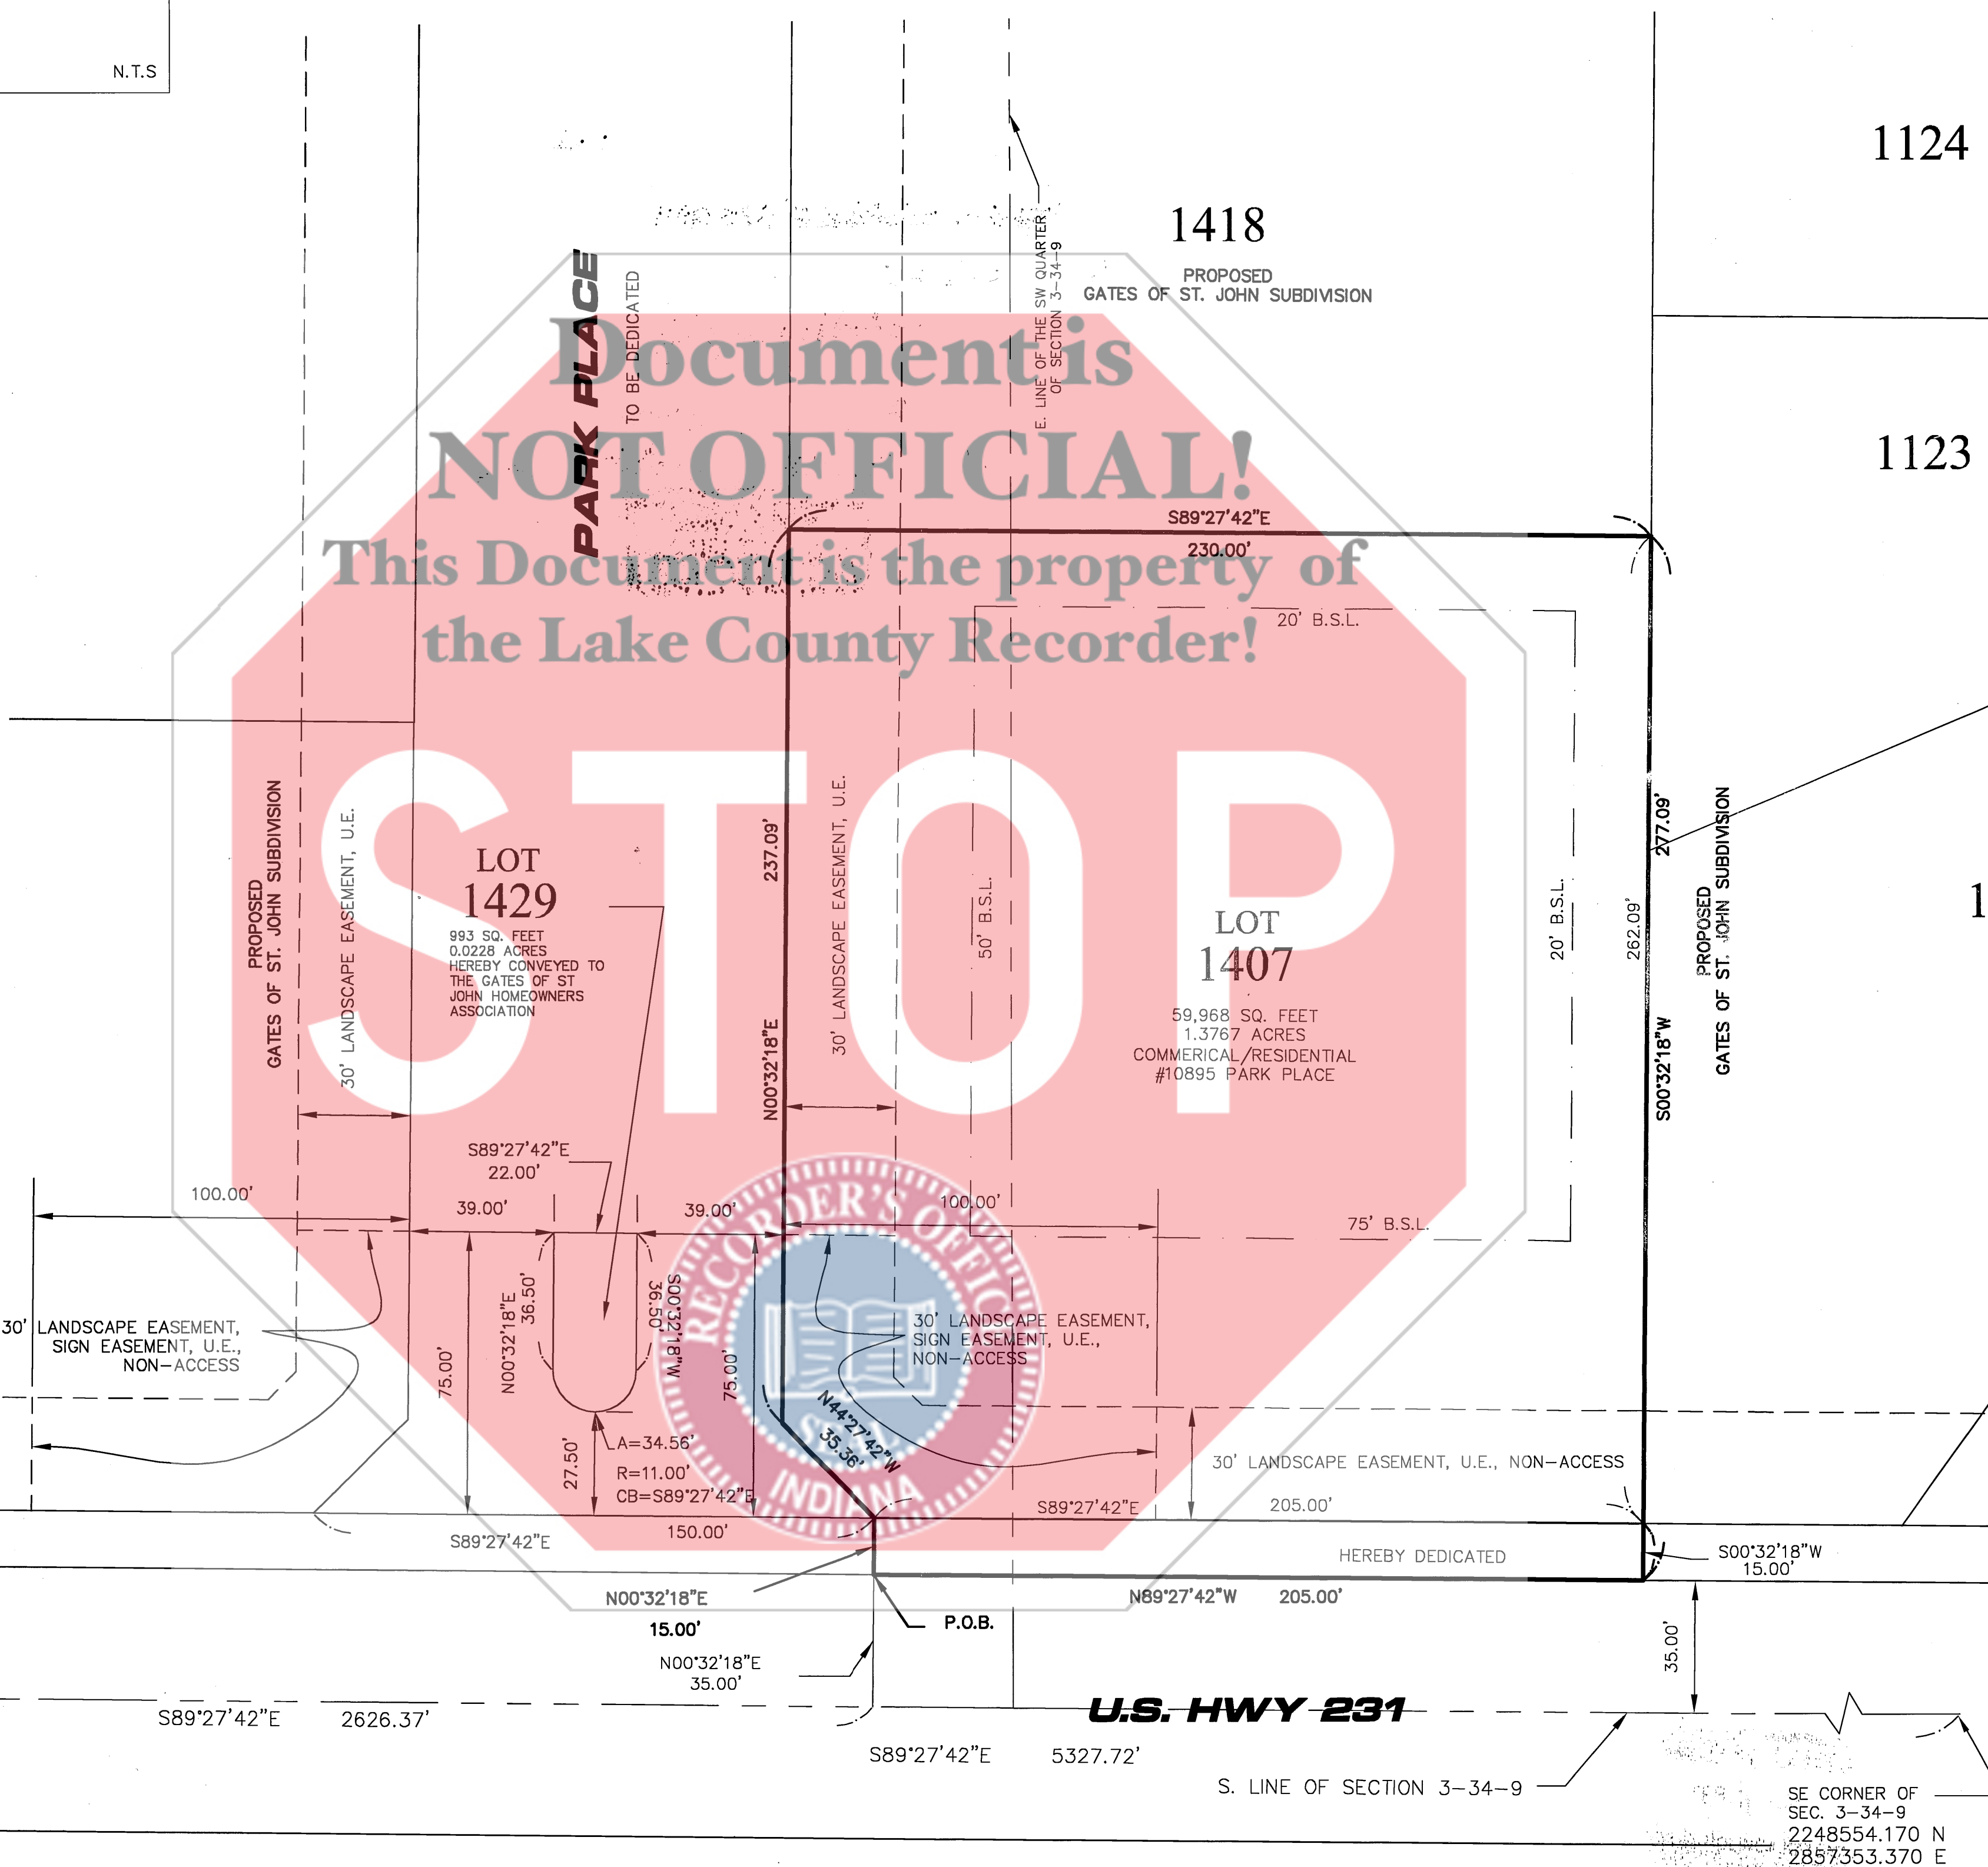 N.T.S
1124
1418
PROPOSED
GATES OF ST. JOHN SUBDIVISION
E. LINE OF THE SW QUARTER
OF SECTION 3-34-9
PARK PLACE
TO BE DEDICATED
Document is
NOT OFFICIAL!
This Document is the property of
the Lake County Recorder!
STOP
1123
S89°27'42"E
230.00'
20' B.S.L.
PROPOSED
GATES OF ST. JOHN SUBDIVISION
30' LANDSCAPE EASEMENT, U.E.
LOT
1429
993 SQ. FEET
0.0228 ACRES
HEREBY CONVEYED TO
THE GATES OF ST
JOHN HOMEOWNERS
ASSOCIATION
237.09'
N00°32'18"E
30' LANDSCAPE EASEMENT, U.E.
50' B.S.L.
LOT
1407
59,968 SQ. FEET
1.3767 ACRES
COMMERICAL/RESIDENTIAL
#10895 PARK PLACE
20' B.S.L.
262.09'
277.09'
S00°32'18"W
PROPOSED
GATES OF ST. JOHN SUBDIVISION
1
S89°27'42"E
22.00'
100.00'
39.00'
39.00'
100.00'
75' B.S.L.
30' LANDSCAPE EASEMENT,
SIGN EASEMENT, U.E.,
NON-ACCESS
75.00'
N00°32'18"E
36.50'
S00°32'18"W
36.50'
75.00'
RECORDER'S OFFICE
SEAL
INDIANA
30' LANDSCAPE EASEMENT,
SIGN EASEMENT, U.E.,
NON-ACCESS
N44°27'42"W
35.36'
27.50'
A=34.56'
R=11.00'
CB=S89°27'42"E
30' LANDSCAPE EASEMENT, U.E., NON-ACCESS
S89°27'42"E
205.00'
S89°27'42"E
150.00'
HEREBY DEDICATED
S00°32'18"W
15.00'
N00°32'18"E
15.00'
N89°27'42"W 205.00'
P.O.B.
N00°32'18"E
35.00'
35.00'
U.S. HWY 231
S89°27'42"E 2626.37'
S89°27'42"E 5327.72'
S. LINE OF SECTION 3-34-9
SE CORNER OF
SEC. 3-34-9
2248554.170 N
2857353.370 E